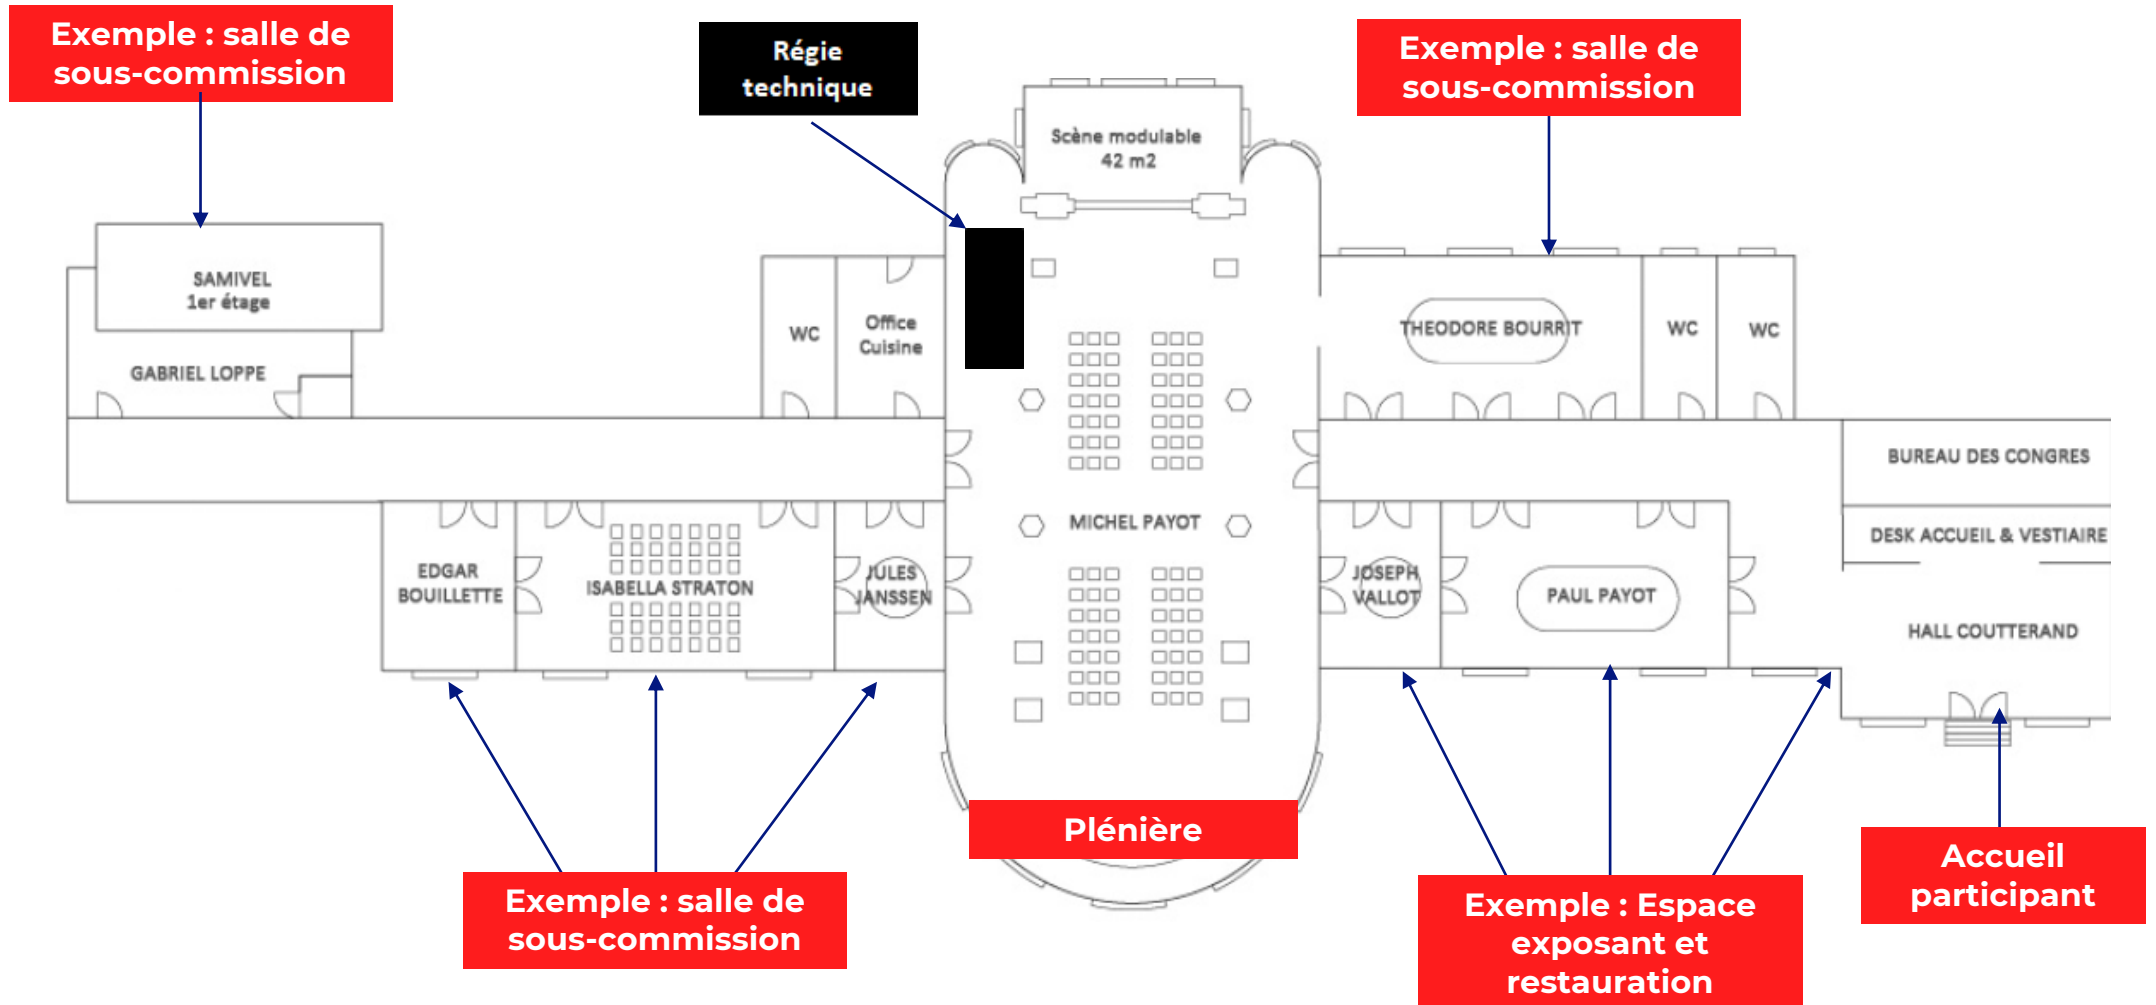 Exemple : salle de
sous-commission
Régie
technique
Exemple : salle de
sous-commission
Scène modulable
42 m2
SAMIVEL
1er étage
GABRIEL LOPPE
WC
Office
Cuisine
THEODORE BOURRIT
WC
WC
BUREAU DES CONGRES
DESK ACCUEIL & VESTIAIRE
HALL COUTTERAND
EDGAR
BOUILLETTE
ISABELLA STRATON
JULES
JANSSEN
MICHEL PAYOT
JOSEPH
VALLOT
PAUL PAYOT
Plénière
Exemple : salle de
sous-commission
Exemple : Espace
exposant et
restauration
Accueil
participant